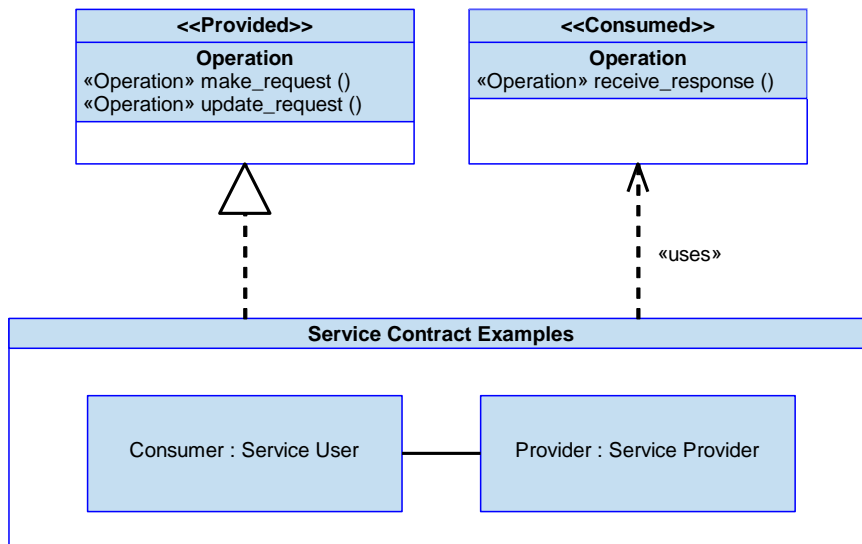 <<Provided>>
Operation
«Operation» make_request ()
«Operation» update_request ()
<<Consumed>>
Operation
«Operation» receive_response ()
«uses»
Service Contract Examples
Consumer : Service User
Provider : Service Provider